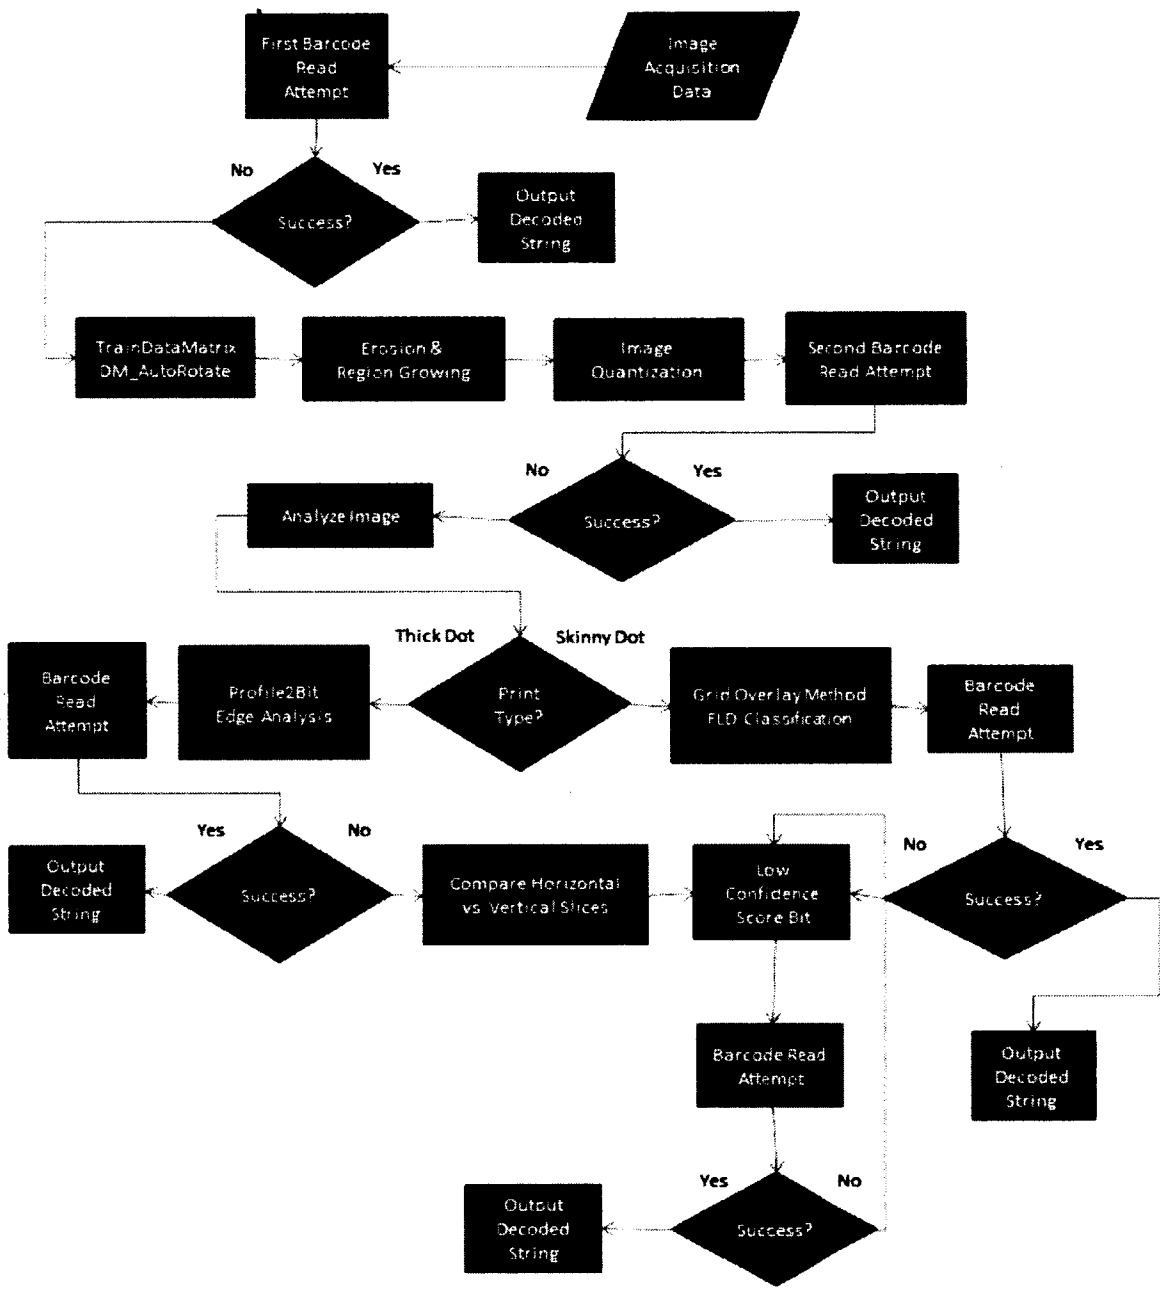 First Barcode
Read
Attempt
Image
Acquisition
Data
No
Yes
Success?
Output
Decoded
String
TrainDataMatrix
DM_AutoRotate
Erosion &
Region Growing
Image
Quantization
Second Barcode
Read Attempt
No
Yes
Analyze Image
Success?
Output
Decoded
String
Thick Dot
Skinny Dot
Barcode
Read
Attempt
Profile2Bit
Edge Analysis
Print
Type?
Grid Overlay Method
FLD Classification
Barcode
Read
Attempt
Yes
No
Output
Decoded
String
Success?
Compare Horizontal
vs. Vertical Slices
Low
Confidence
Score Bit
No
Yes
Success?
Barcode Read
Attempt
Output
Decoded
String
Yes
No
Output
Decoded
String
Success?